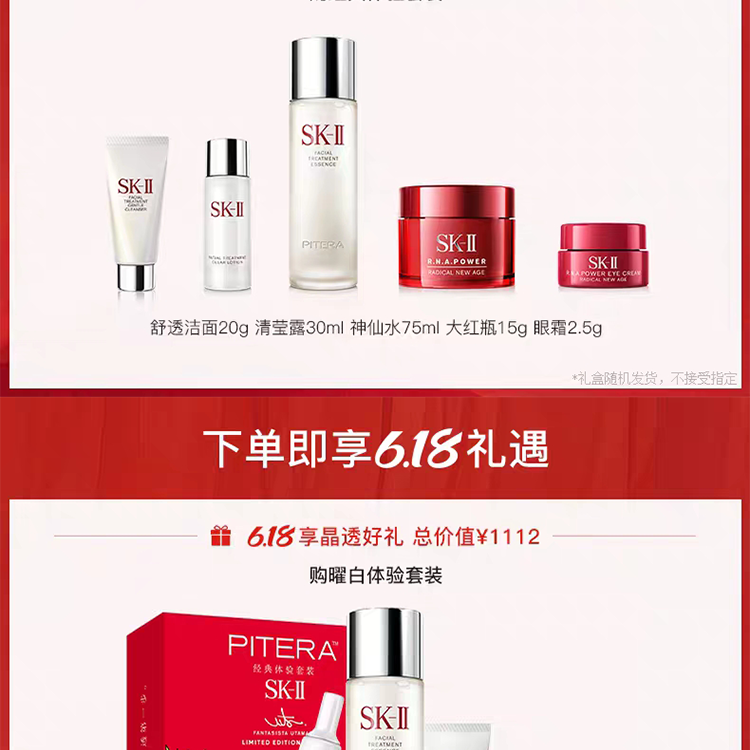 SK-II
FACIAL
TREATMENT
GENTLE
CLEANSER
SK-II
FACIAL TREATMENT
CLEAR LOTION
SK-II
FACIAL
TREATMENT
ESSENCE
PITERA
SK-II
R.N.A.POWER
RADICAL NEW AGE
SK-II
R.N.A.POWER EYE CREAM
RADICAL NEW AGE
舒透洁面20g 清莹露30ml 神仙水75ml 大红瓶15g 眼霜2.5g
*礼盒随机发货，不接受指定
下单即享6.18礼遇
6.18享晶透好礼 总价值¥1112
购曜白体验套装
PITERA™
经典体验套装
SK-II
FANTASISTA UTAMARO
LIMITED EDITION
SK-II
FACIAL
TREATMENT
ESSENCE